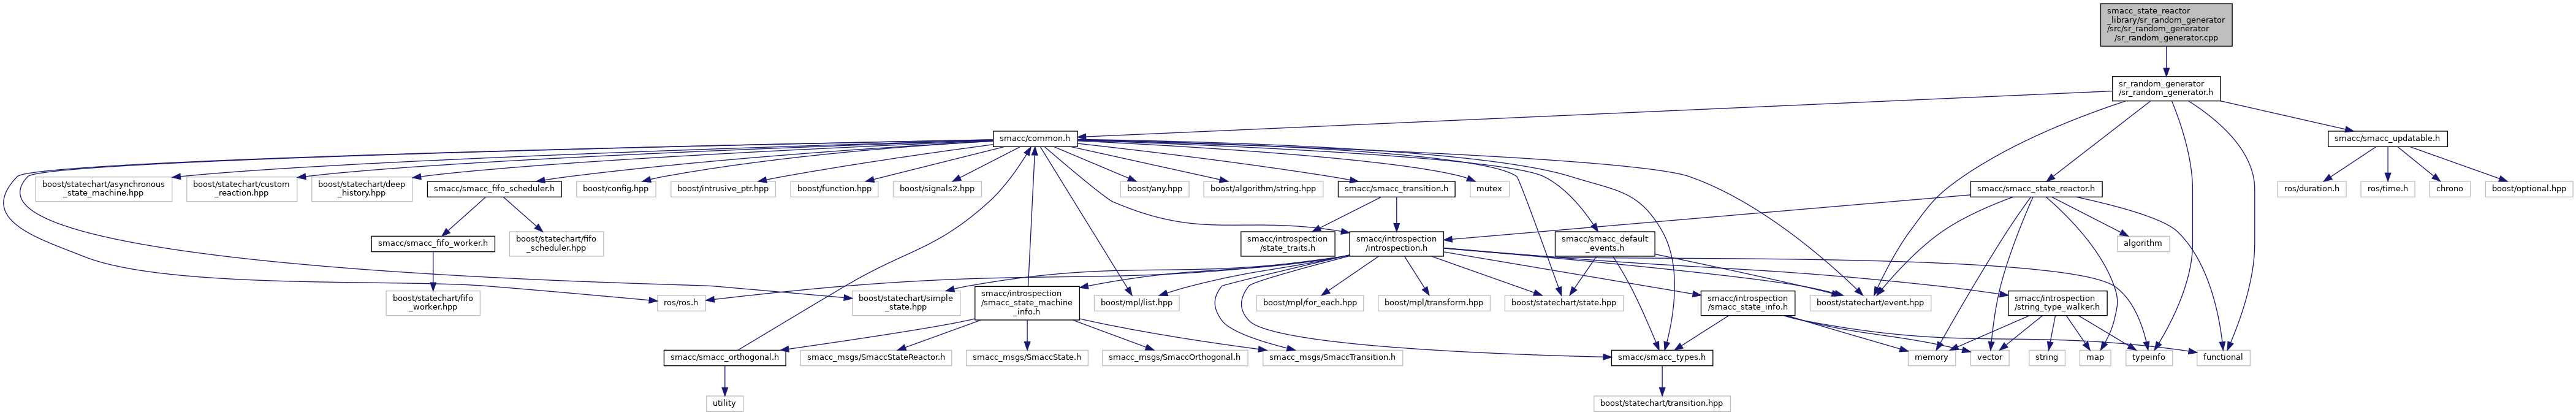 smacc_state_reactor
_library/sr_random_generator
/src/sr_random_generator
/sr_random_generator.cpp
sr_random_generator
/sr_random_generator.h
smacc/common.h
smacc/smacc_updatable.h
boost/statechart/asynchronous
_state_machine.hpp
boost/statechart/custom
_reaction.hpp
boost/statechart/deep
_history.hpp
smacc/smacc_fifo_scheduler.h
boost/config.hpp
boost/intrusive_ptr.hpp
boost/function.hpp
boost/signals2.hpp
boost/any.hpp
boost/algorithm/string.hpp
smacc/smacc_transition.h
mutex
smacc/smacc_state_reactor.h
ros/duration.h
ros/time.h
chrono
boost/optional.hpp
smacc/smacc_fifo_worker.h
boost/statechart/fifo
_scheduler.hpp
smacc/introspection
/state_traits.h
smacc/introspection
/introspection.h
smacc/smacc_default
_events.h
algorithm
boost/statechart/fifo
_worker.hpp
ros/ros.h
boost/statechart/simple
_state.hpp
smacc/introspection
/smacc_state_machine
_info.h
boost/mpl/list.hpp
boost/mpl/for_each.hpp
boost/mpl/transform.hpp
boost/statechart/state.hpp
smacc/introspection
/smacc_state_info.h
boost/statechart/event.hpp
smacc/introspection
/string_type_walker.h
smacc/smacc_orthogonal.h
smacc_msgs/SmaccStateReactor.h
smacc_msgs/SmaccState.h
smacc_msgs/SmaccOrthogonal.h
smacc_msgs/SmaccTransition.h
smacc/smacc_types.h
memory
vector
string
map
typeinfo
functional
utility
boost/statechart/transition.hpp